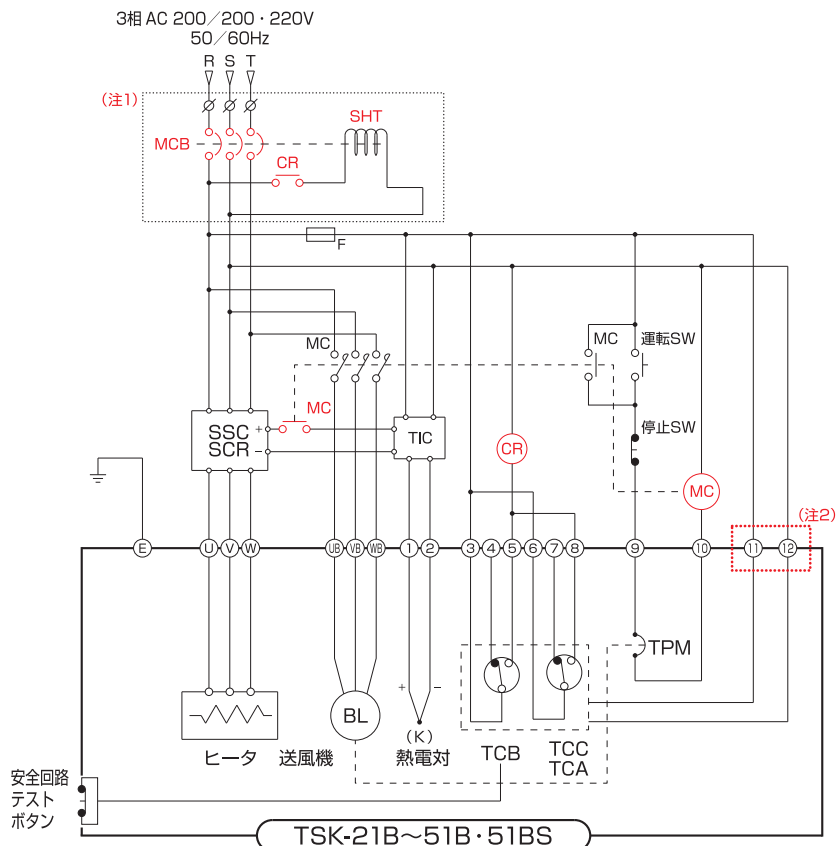 3相 AC 200／200・220V
50／60Hz
R S T
（注1）
SHT
MCB
CR
F
MC
MC
運転SW
MC
停止SW
SSC
SCR
+
−
TIC
CR
MC
（注2）
E U V W UB VB WB 1 2 3 4 5 6 7 8 9 10 11 12
TPM
+ −
BL
（K）
ヒータ 送風機 熱電対 TCB TCC
TCA
安全回路
テスト
ボタン
TSK-21B〜51B・51BS